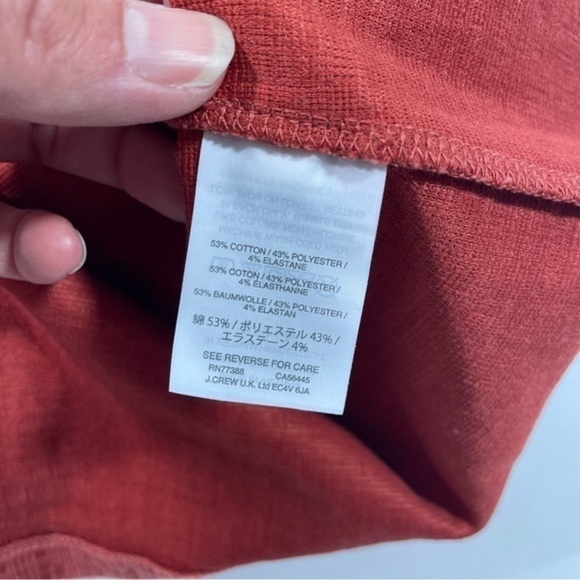 53% COTTON / 43% POLYESTER /
4% ELASTANE
53% COTON / 43% POLYESTER /
4% ELASTHANNE
53% BAUMWOLLE / 43% POLYESTER /
4% ELASTAN
綿 53% / ポリエステル 43% /
エラステーン 4%
SEE REVERSE FOR CARE
RN77388 CA56445
J.CREW U.K. Ltd EC4V 6JA